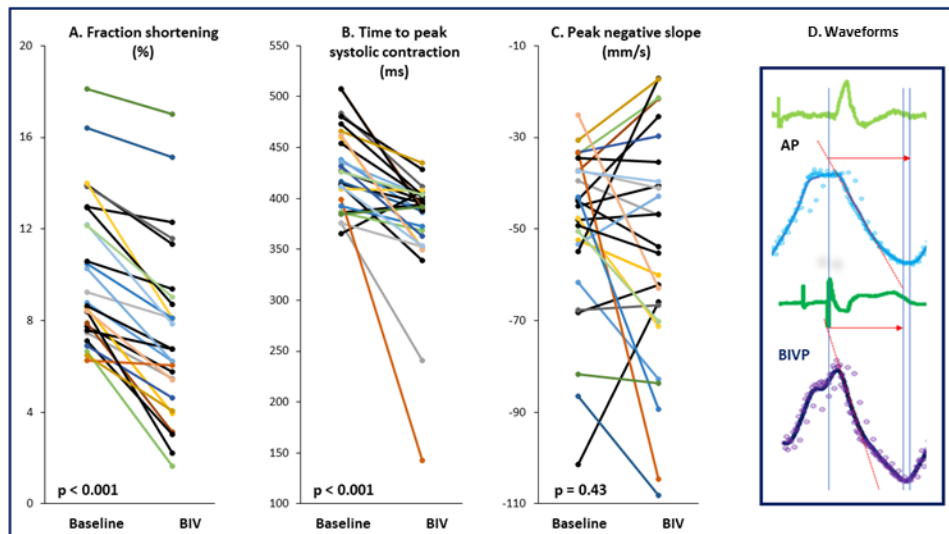 A. Fraction shortening
(%)
20
16
12
8
4
0
p < 0.001
Baseline BIV
B. Time to peak
systolic contraction
(ms)
550
500
450
400
350
300
250
200
150
100
p < 0.001
Baseline BIV
C. Peak negative slope
(mm/s)
-10
-30
-50
-70
-90
-110
p = 0.43
Baseline BIV
D. Waveforms
AP
BIVP